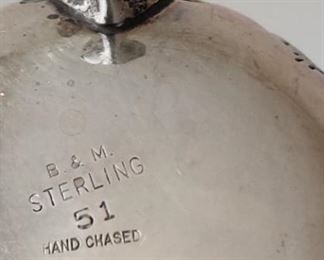 B. & M.
STERLING
51
HAND CHASED